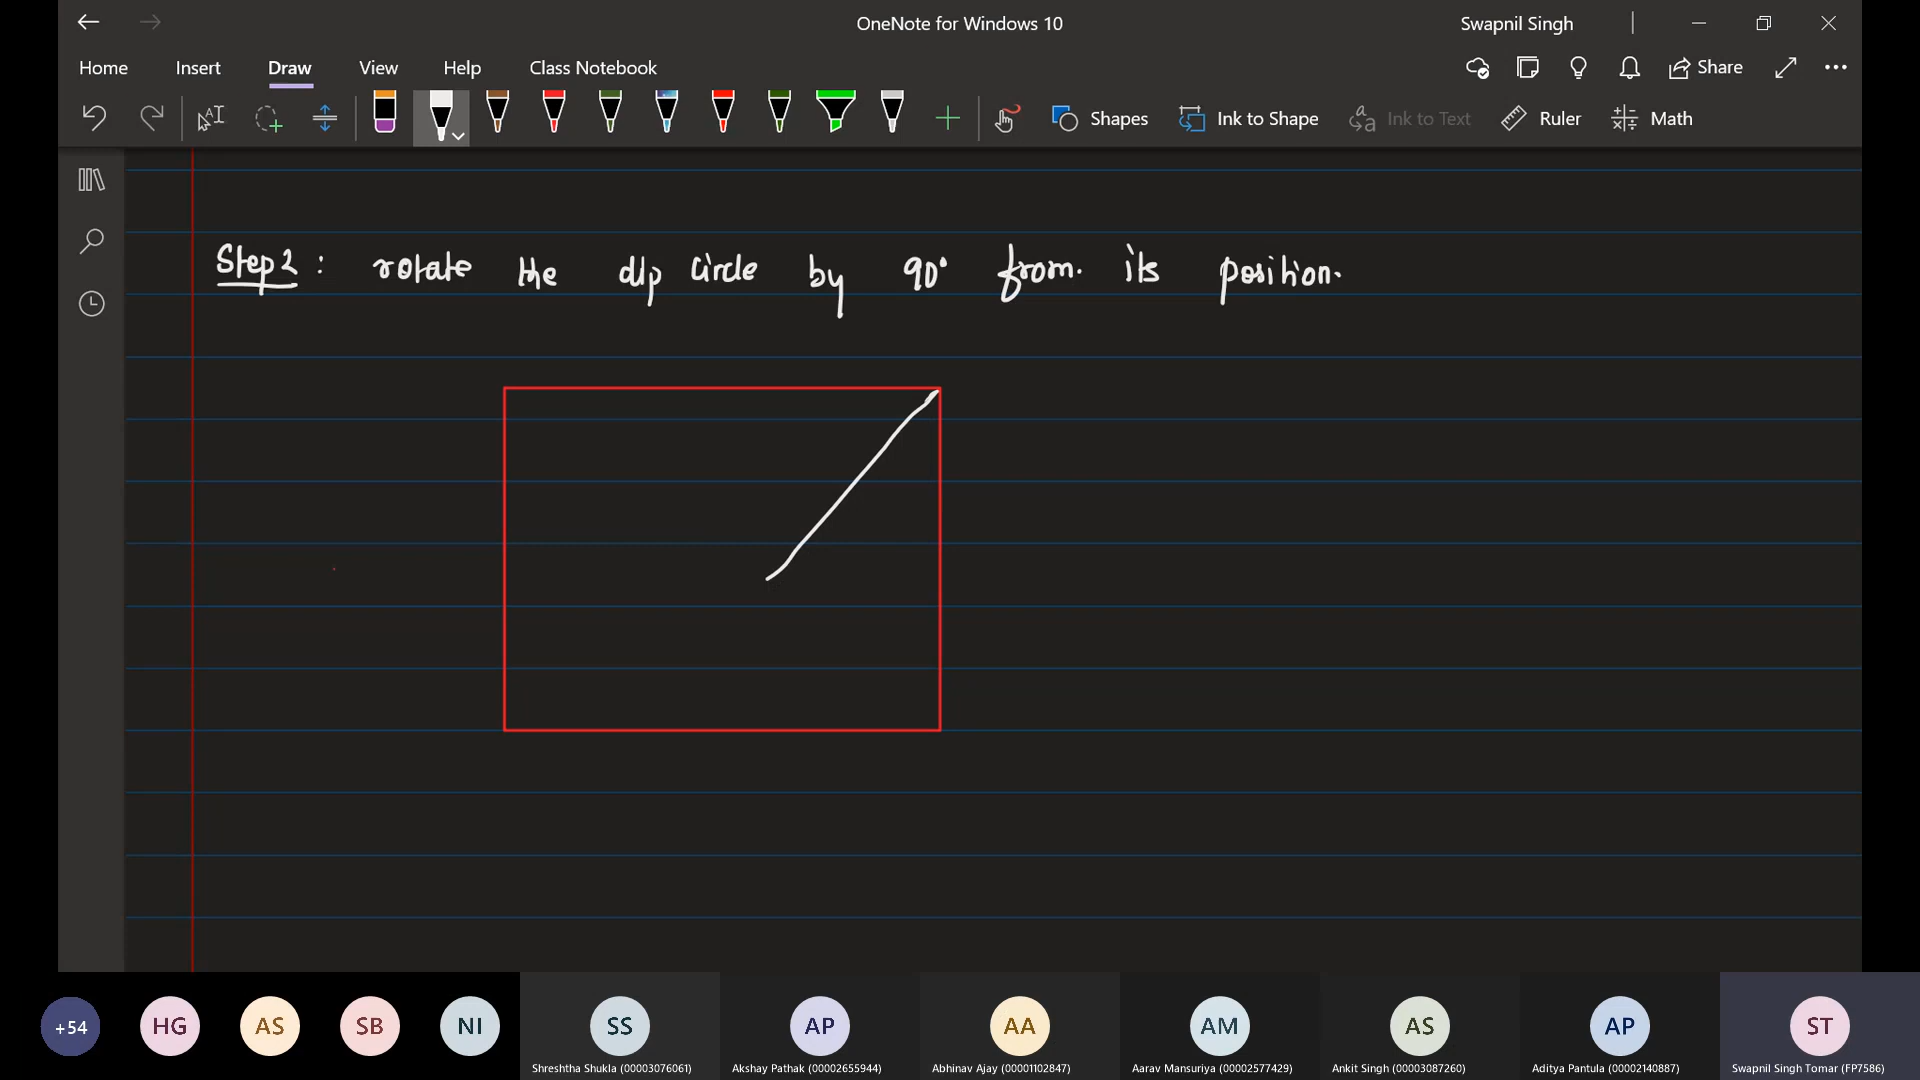 OneNote for Windows 10
Swapnil Singh
Home Insert Draw View Help Class Notebook
Share
Shapes Ink to Shape Ink to Text Ruler Math
Step 2 : rotate the dip circle by 90° from. its position.
+54 HG AS SB NI SS AP AA AM AS AP ST
Shreshtha Shukla (00003076061) Akshay Pathak (00002655944) Abhinav Ajay (00001102847) Aarav Mansuriya (00002577429) Ankit Singh (00003087260) Aditya Pantula (00002140887) Swapnil Singh Tomar (FP7586)